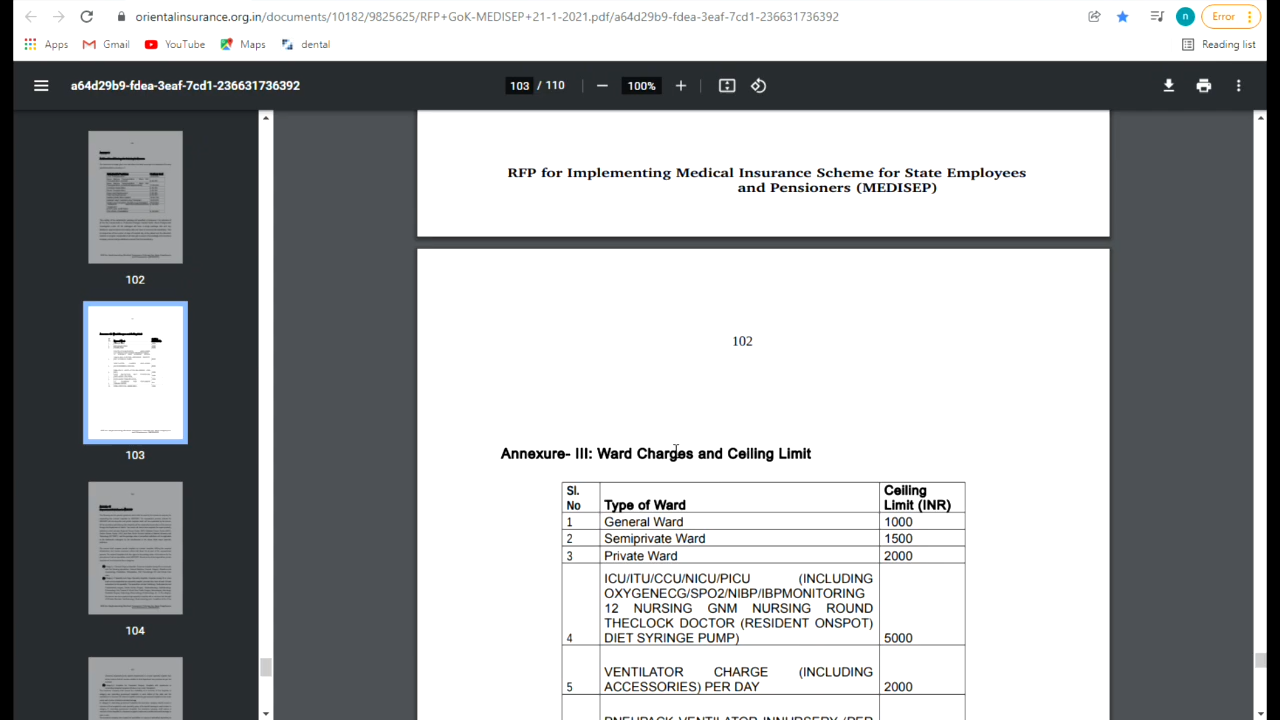 orientalinsurance.org.in/documents/10182/9825625/RFP+GoK-MEDISEP+21-1-2021.pdf/a64d29b9-fdea-3eaf-7cd1-236631736392
n
Error
Apps
Gmail
YouTube
Maps
dental
Reading list
a64d29b9-fdea-3eaf-7cd1-236631736392
103 / 110
100%
102
103
104
RFP for Implementing Medical Insurance Scheme for State Employees
and Pensioners (MEDISEP)
102
Annexure- III: Ward Charges and Ceiling Limit
Sl. No Type of Ward Ceiling Limit (INR)
1 General Ward 1000
2 Semiprivate Ward 1500
3 Private Ward 2000
ICU/ITU/CCU/NICU/PICU (INCLUDING
OXYGENECG/SPO2/NIBP/IBPMONITORING
12 NURSING GNM NURSING ROUND
THECLOCK DOCTOR (RESIDENT ONSPOT)
4 DIET SYRINGE PUMP) 5000
VENTILATOR CHARGE (INCLUDING
5 ACCESSORIES) PER DAY 2000
PNEUPACK VENTILATOR INNURSERY (PER